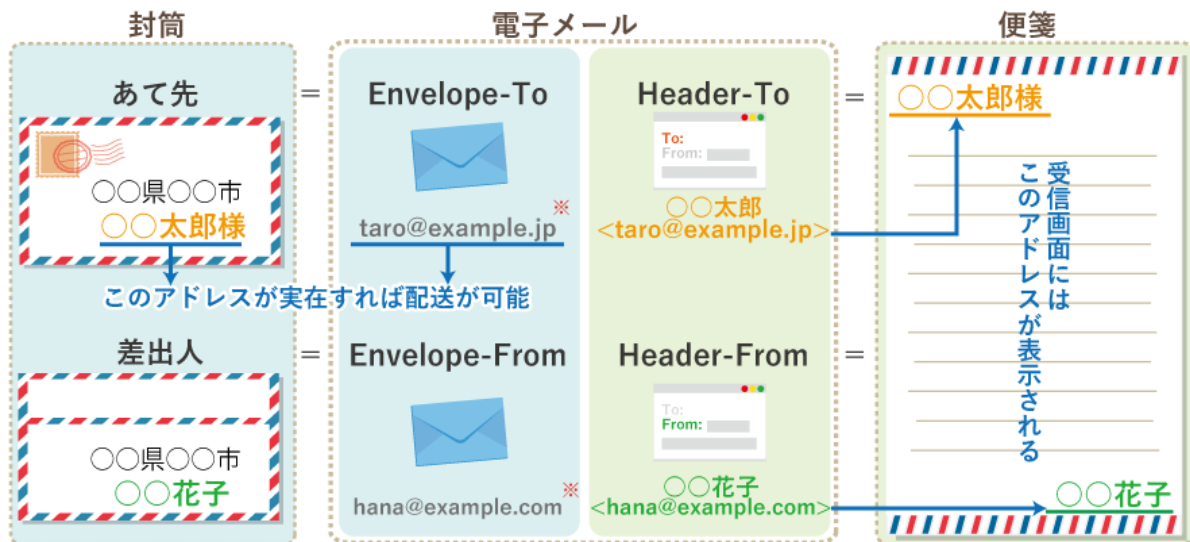 封筒
電子メール
便箋
あて先
=
Envelope-To
Header-To
=
○○太郎様
To:
From:
○○県○○市
○○太郎様
※
taro@example.jp
○○太郎
<taro@example.jp>
このアドレスが実在すれば配送が可能
受信画面には
このアドレスが表示される
差出人
=
Envelope-From
Header-From
=
To:
From:
○○県○○市
○○花子
※
hana@example.com
○○花子
<hana@example.com>
○○花子